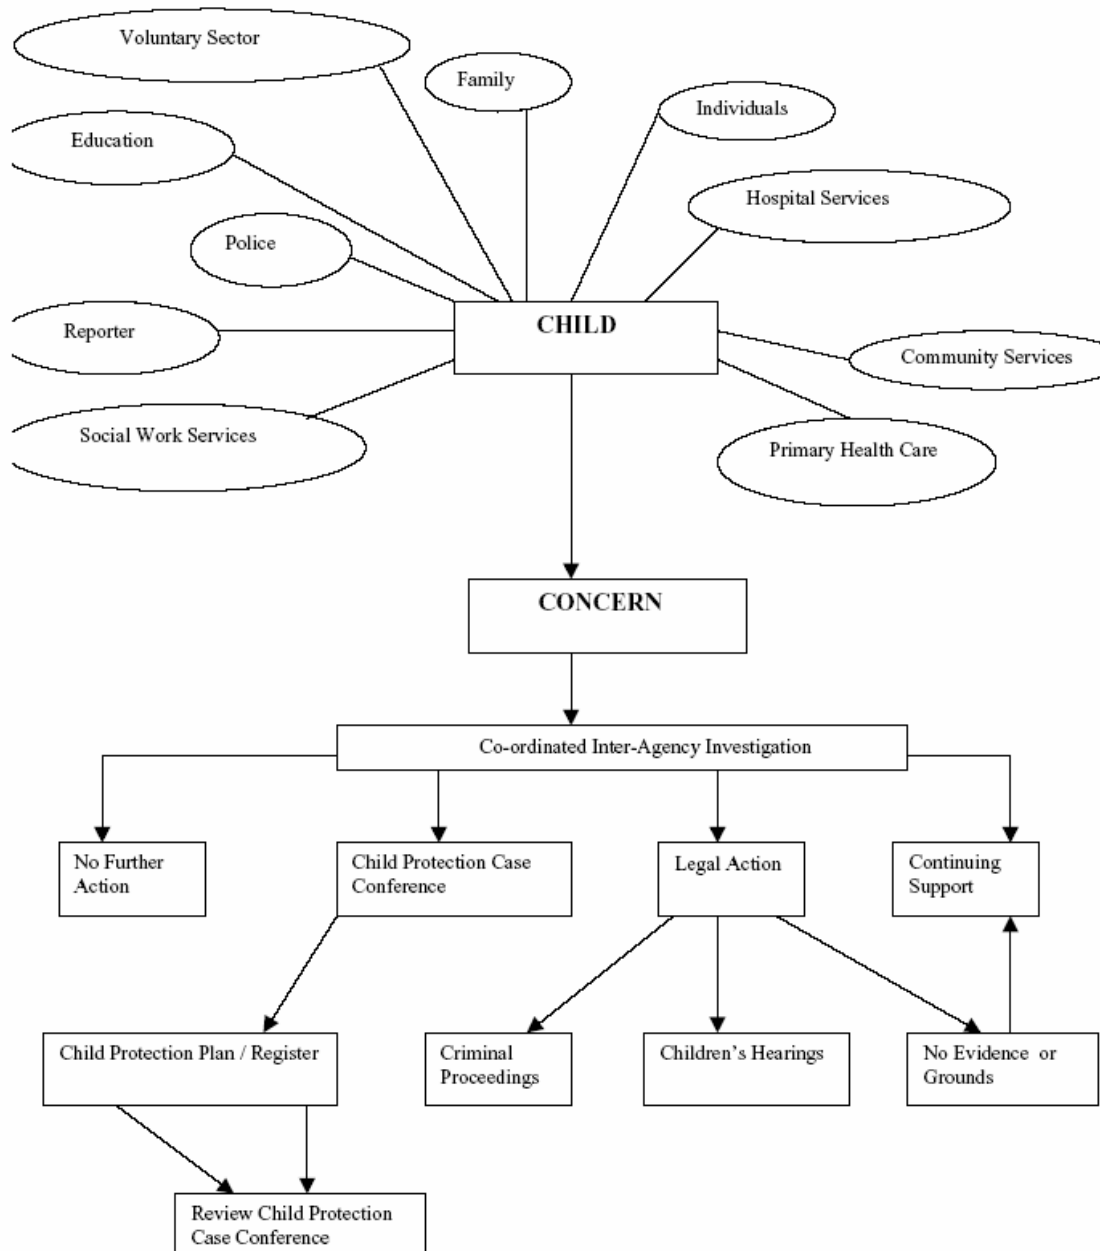 Voluntary Sector
Family
Individuals
Education
Hospital Services
Police
CHILD
Reporter
Community Services
Social Work Services
Primary Health Care
CONCERN
Co-ordinated Inter-Agency Investigation
No Further
Action
Child Protection Case
Conference
Legal Action
Continuing
Support
Child Protection Plan / Register
Criminal
Proceedings
Children’s Hearings
No Evidence or
Grounds
Review Child Protection
Case Conference